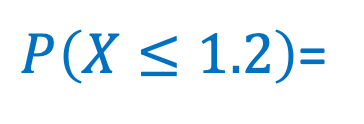 P(X ≤ 1.2)=